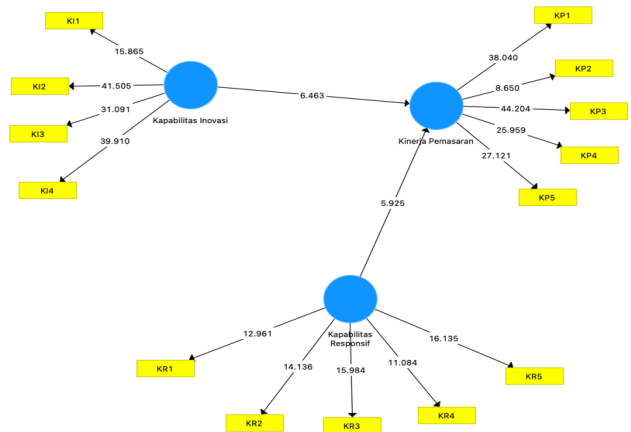 KI1
15.865
KI2
41.505
KI3
31.091
39.910
KI4
Kapabilitas Inovasi
6.463
KP1
38.040
KP2
8.650
44.204
KP3
25.959
KP4
27.121
KP5
Kinerja Pemasaran
5.925
Kapabilitas
Responsif
12.961
KR1
14.136
KR2
15.984
KR3
11.084
KR4
16.135
KR5